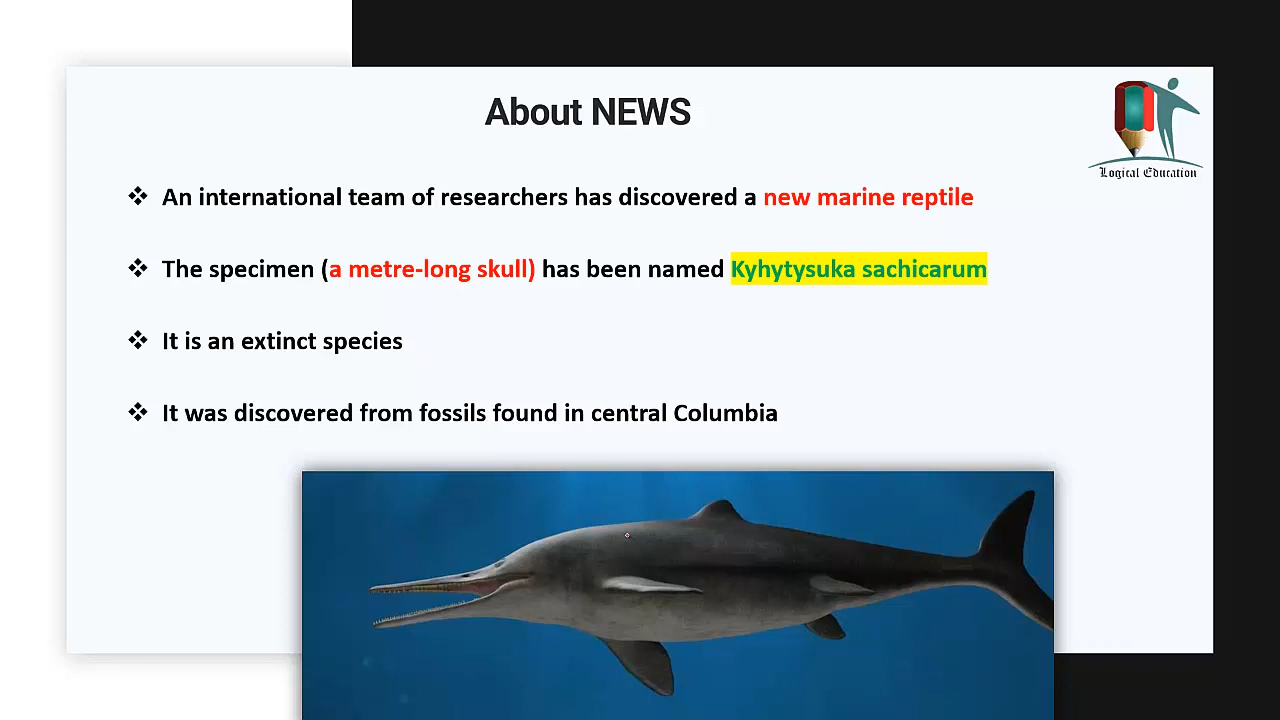 About NEWS
Logical Education
❖ An international team of researchers has discovered a new marine reptile
❖ The specimen (a metre-long skull) has been named Kyhytysuka sachicarum
❖ It is an extinct species
❖ It was discovered from fossils found in central Columbia